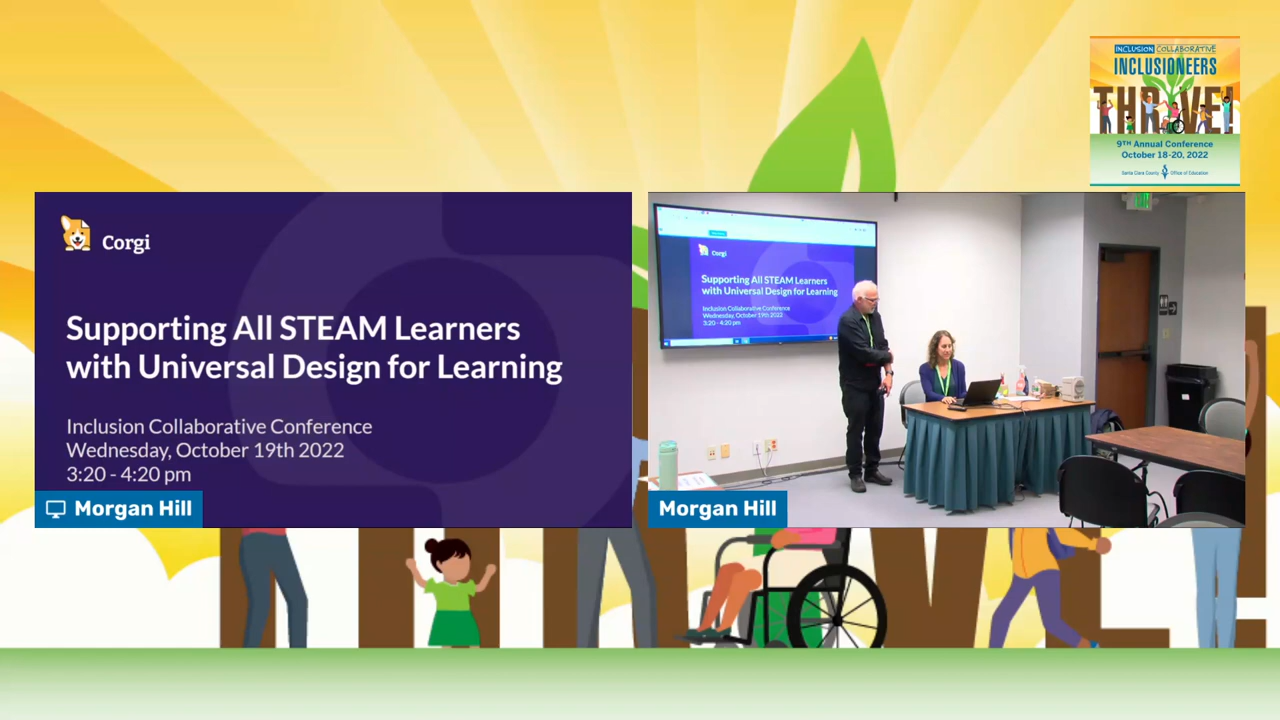 INCLUSION COLLABORATIVE
INCLUSIONEERS
THRIVE!
9TH Annual Conference
October 18-20, 2022
Santa Clara County Office of Education
Corgi
Supporting All STEAM Learners
with Universal Design for Learning
Inclusion Collaborative Conference
Wednesday, October 19th 2022
3:20 - 4:20 pm
Morgan Hill
Corgi
Supporting All STEAM Learners
with Universal Design for Learning
Inclusion Collaborative Conference
Wednesday, October 19th 2022
3:20 - 4:20 pm
Morgan Hill